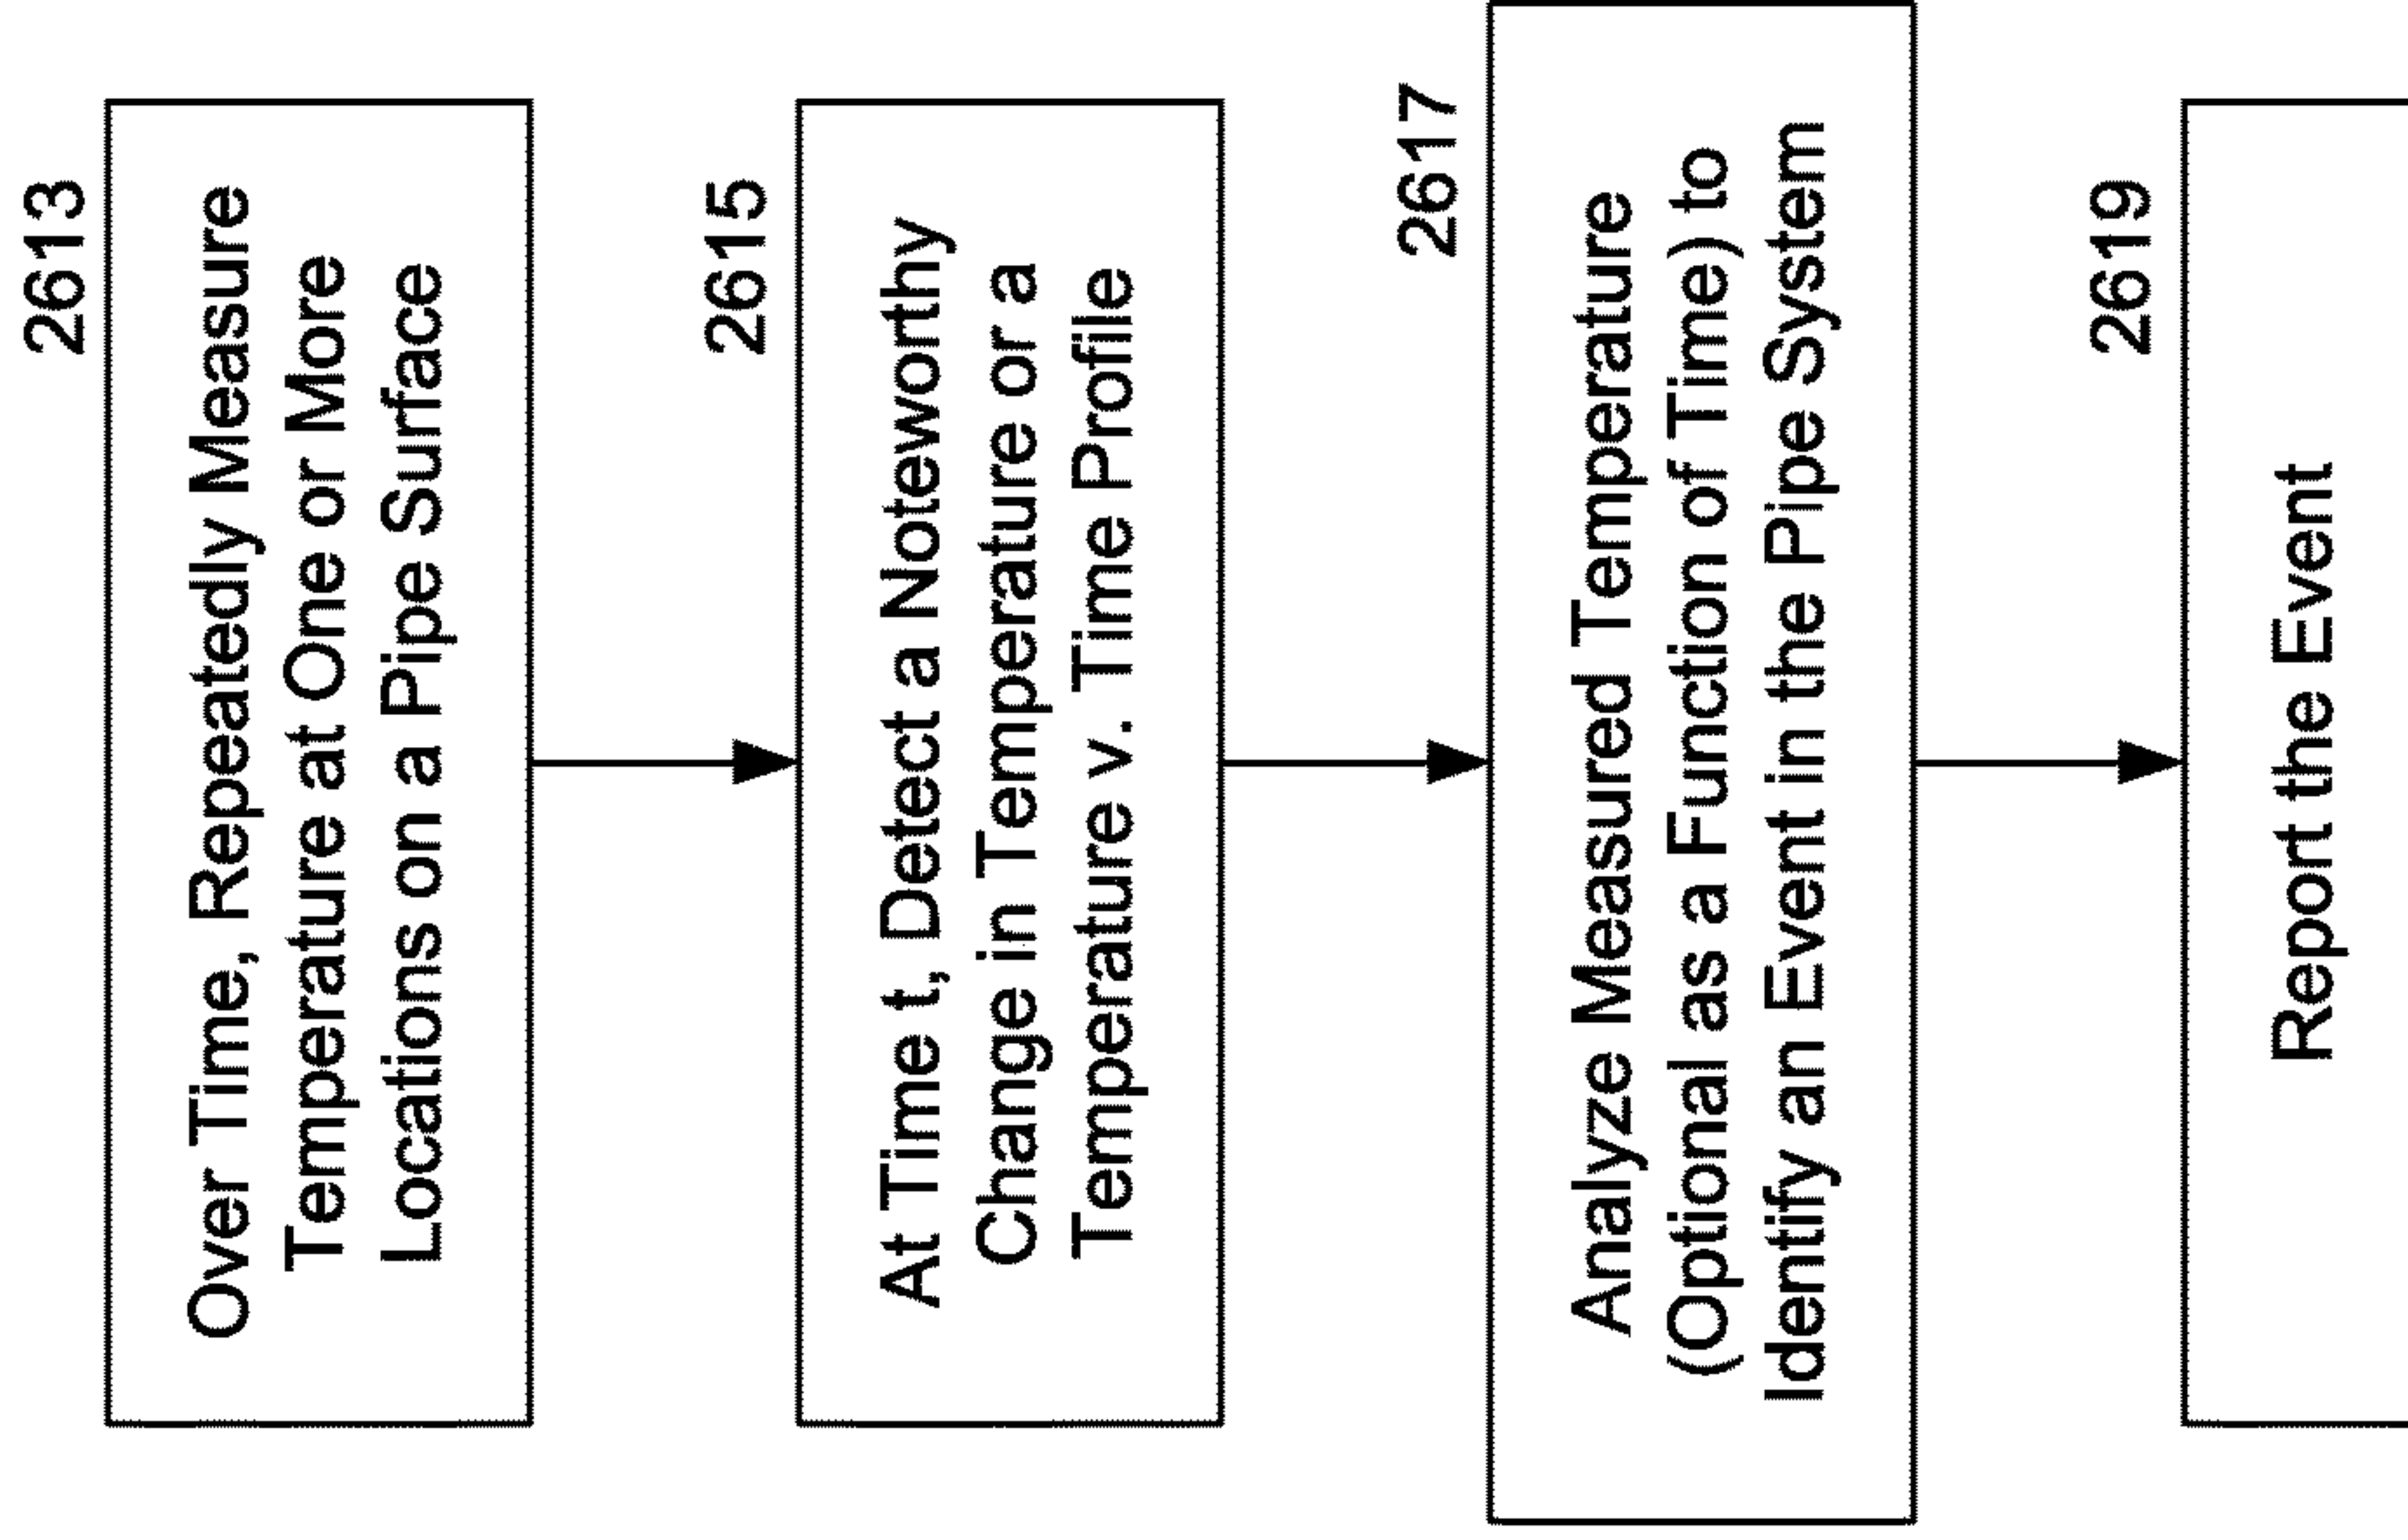 2613
Over Time, Repeatedly Measure
Temperature at One or More
Locations on a Pipe Surface
2615
At Time t, Detect a Noteworthy
Change in Temperature or a
Temperature v. Time Profile
2617
Analyze Measured Temperature
(Optional as a Function of Time) to
Identify an Event in the Pipe System
2619
Report the Event